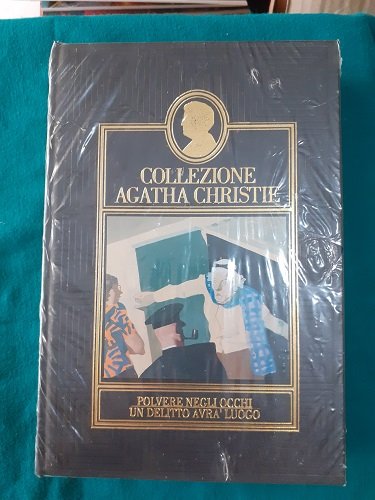 COLLEZIONE
AGATHA CHRISTIE
POLVERE NEGLI OCCHI
UN DELITTO AVRA' LUOGO